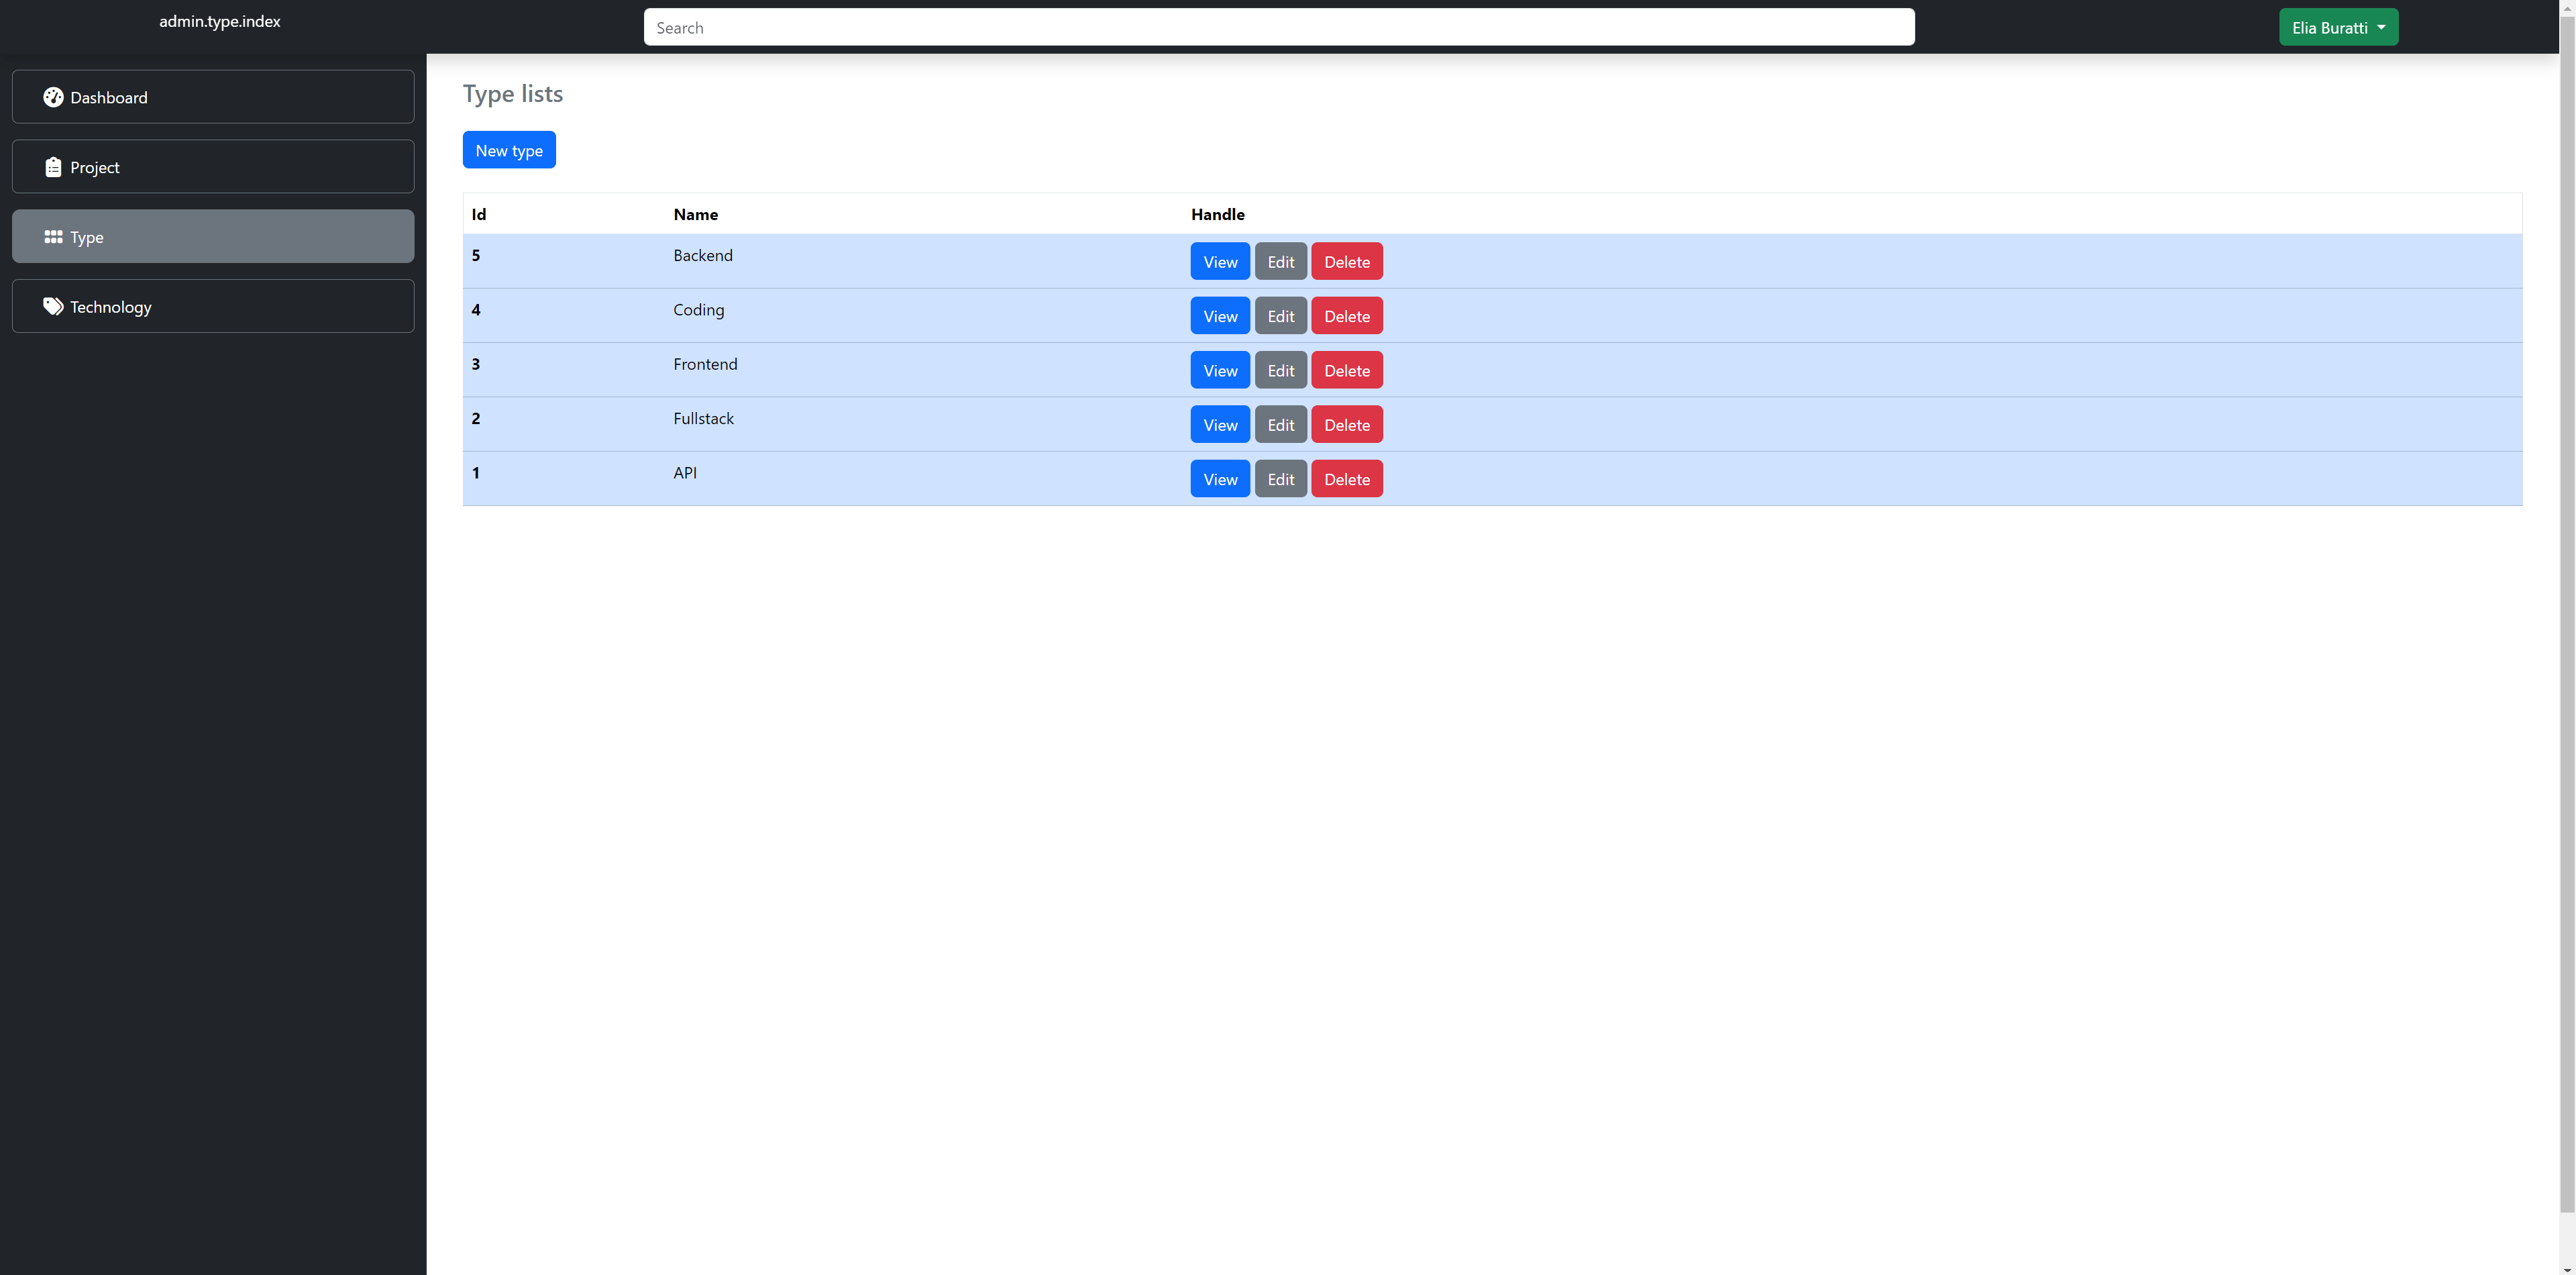 admin.type.index
Search
Elia Buratti
Dashboard
Project
Type
Technology
Type lists
New type
Id Name Handle
5 Backend View Edit Delete
4 Coding View Edit Delete
3 Frontend View Edit Delete
2 Fullstack View Edit Delete
1 API View Edit Delete